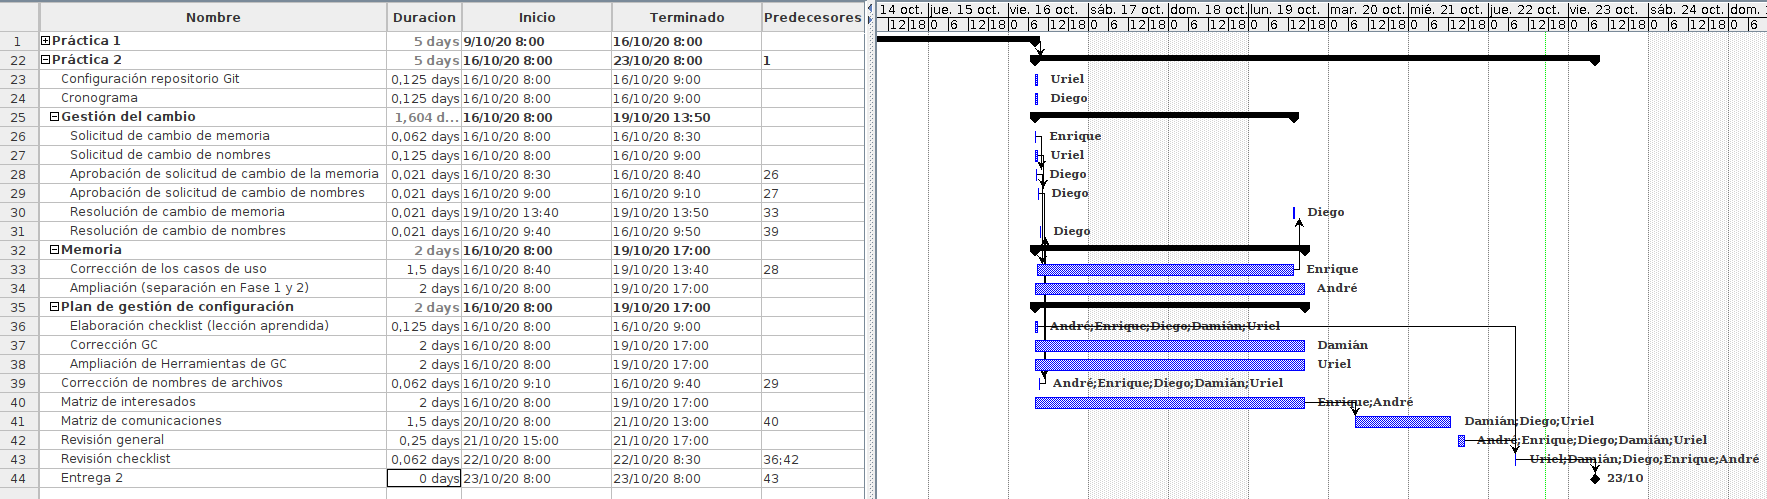 Nombre Duracion Inicio Terminado Predecesores
14 oct. jue. 15 oct. vie. 16 oct. sáb. 17 oct. dom. 18 oct. lun. 19 oct. mar. 20 oct. mié. 21 oct. jue. 22 oct. vie. 23 oct. sáb. 24 oct. dom.
12 18 0 6 12 18 0 6 12 18 0 6 12 18 0 6 12 18 0 6 12 18 0 6 12 18 0 6 12 18 0 6 12 18 0 6 12 18 0 6 12 18 0 6
1 Práctica 1 5 days 9/10/20 8:00 16/10/20 8:00
22 Práctica 2 5 days 16/10/20 8:00 23/10/20 8:00 1
23 Configuración repositorio Git 0,125 days 16/10/20 8:00 16/10/20 9:00 Uriel
24 Cronograma 0,125 days 16/10/20 8:00 16/10/20 9:00 Diego
25 Gestión del cambio 1,604 d... 16/10/20 8:00 19/10/20 13:50
26 Solicitud de cambio de memoria 0,062 days 16/10/20 8:00 16/10/20 8:30 Enrique
27 Solicitud de cambio de nombres 0,125 days 16/10/20 8:00 16/10/20 9:00 Uriel
28 Aprobación de solicitud de cambio de la memoria 0,021 days 16/10/20 8:30 16/10/20 8:40 26 Diego
29 Aprobación de solicitud de cambio de nombres 0,021 days 16/10/20 9:00 16/10/20 9:10 27 Diego
30 Resolución de cambio de memoria 0,021 days 19/10/20 13:40 19/10/20 13:50 33 Diego
31 Resolución de cambio de nombres 0,021 days 16/10/20 9:40 16/10/20 9:50 39 Diego
32 Memoria 2 days 16/10/20 8:00 19/10/20 17:00
33 Corrección de los casos de uso 1,5 days 16/10/20 8:40 19/10/20 13:40 28 Enrique
34 Ampliación (separación en Fase 1 y 2) 2 days 16/10/20 8:00 19/10/20 17:00 André
35 Plan de gestión de configuración 2 days 16/10/20 8:00 19/10/20 17:00
36 Elaboración checklist (lección aprendida) 0,125 days 16/10/20 8:00 16/10/20 9:00 André;Enrique;Diego;Damián;Uriel
37 Corrección GC 2 days 16/10/20 8:00 19/10/20 17:00 Damián
38 Ampliación de Herramientas de GC 2 days 16/10/20 8:00 19/10/20 17:00 Uriel
39 Corrección de nombres de archivos 0,062 days 16/10/20 9:10 16/10/20 9:40 29 André;Enrique;Diego;Damián;Uriel
40 Matriz de interesados 2 days 16/10/20 8:00 19/10/20 17:00 Enrique;André
41 Matriz de comunicaciones 1,5 days 20/10/20 8:00 21/10/20 13:00 40 Damián;Diego;Uriel
42 Revisión general 0,25 days 21/10/20 15:00 21/10/20 17:00 André;Enrique;Diego;Damián;Uriel
43 Revisión checklist 0,062 days 22/10/20 8:00 22/10/20 8:30 36;42 Uriel;Damián;Diego;Enrique;André
44 Entrega 2 0 days 23/10/20 8:00 23/10/20 8:00 43 23/10